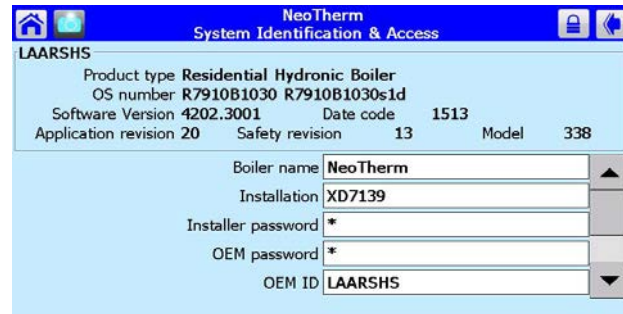 NeoTherm
System Identification & Access
LAARSHS
Product type Residential Hydronic Boiler
OS number R7910B1030 R7910B1030s1d
Software Version 4202.3001 Date code 1513
Application revision 20 Safety revision 13 Model 338
Boiler name NeoTherm
Installation XD7139
Installer password *
OEM password *
OEM ID LAARSHS